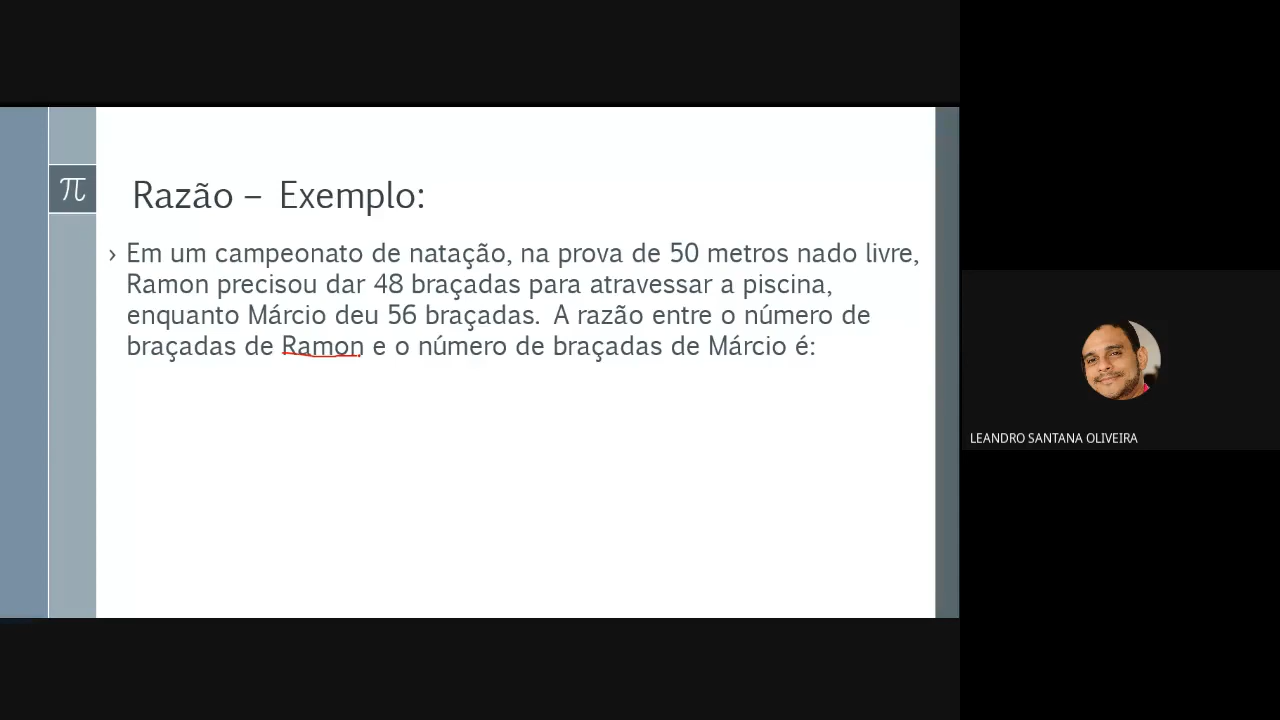 π
Razão – Exemplo:
› Em um campeonato de natação, na prova de 50 metros nado livre,
Ramon precisou dar 48 braçadas para atravessar a piscina,
enquanto Márcio deu 56 braçadas. A razão entre o número de
braçadas de Ramon e o número de braçadas de Márcio é:
LEANDRO SANTANA OLIVEIRA